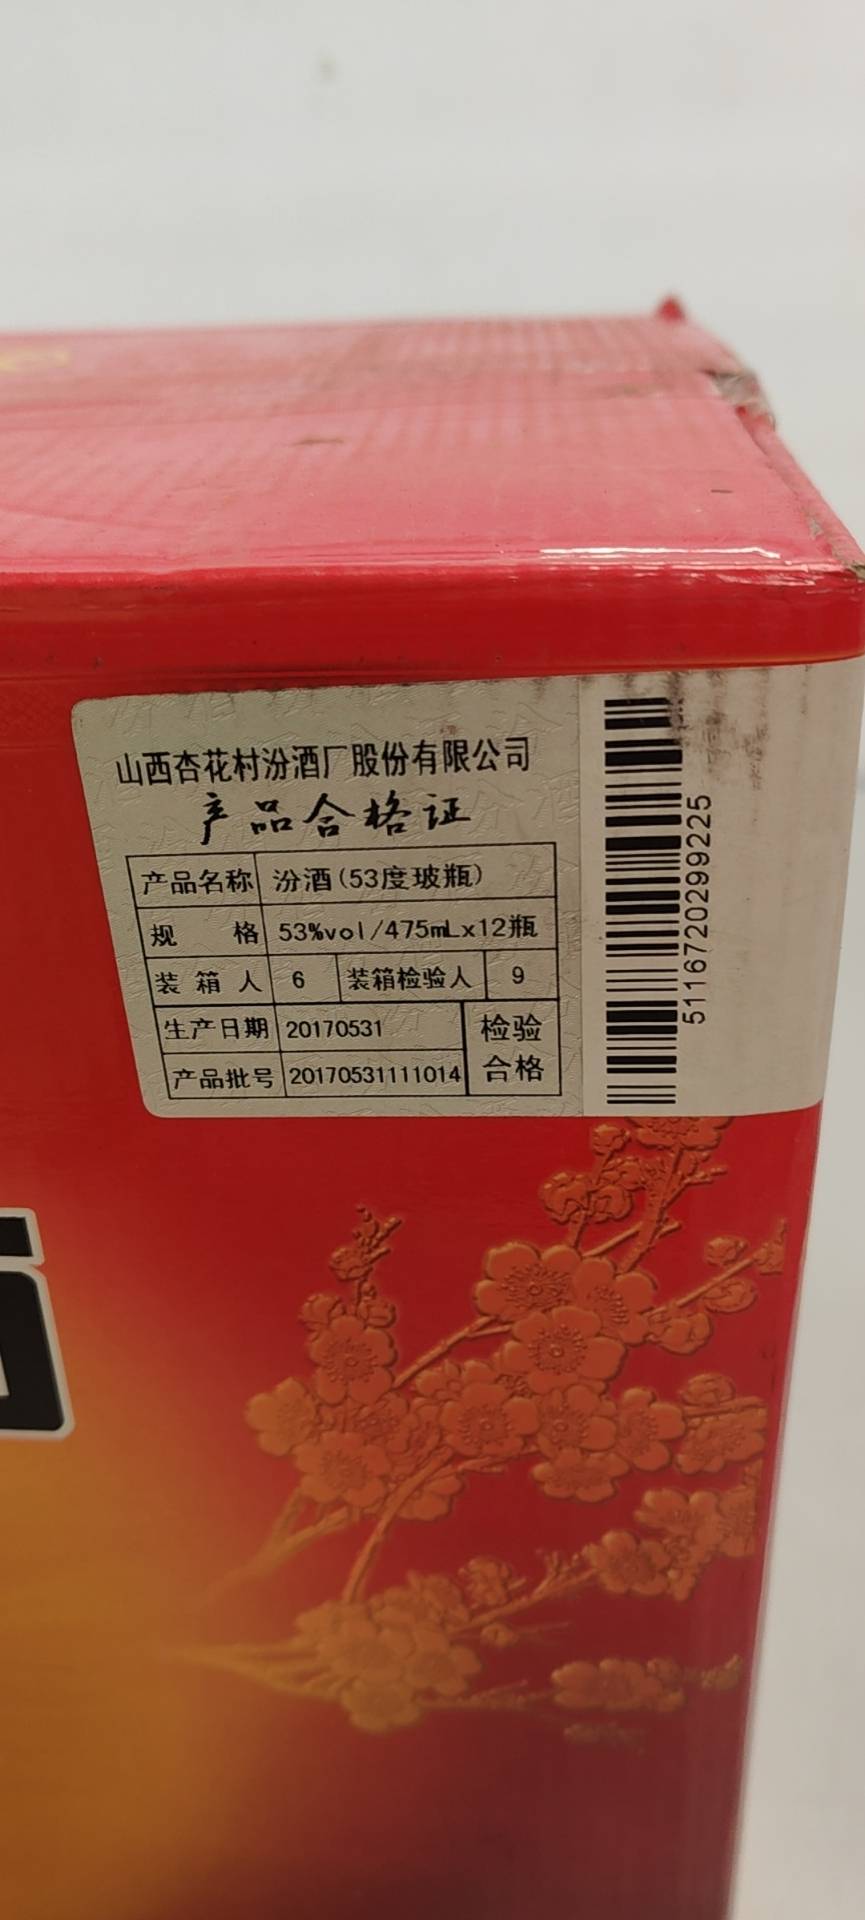 山西杏花村汾酒厂股份有限公司
产品合格证
产品名称 汾酒(53度玻瓶)
规 格 53%vol/475mLx12瓶
装箱人 6 装箱检验人 9
生产日期 20170531
产品批号 20170531111014
检验
合格
511672029​9225